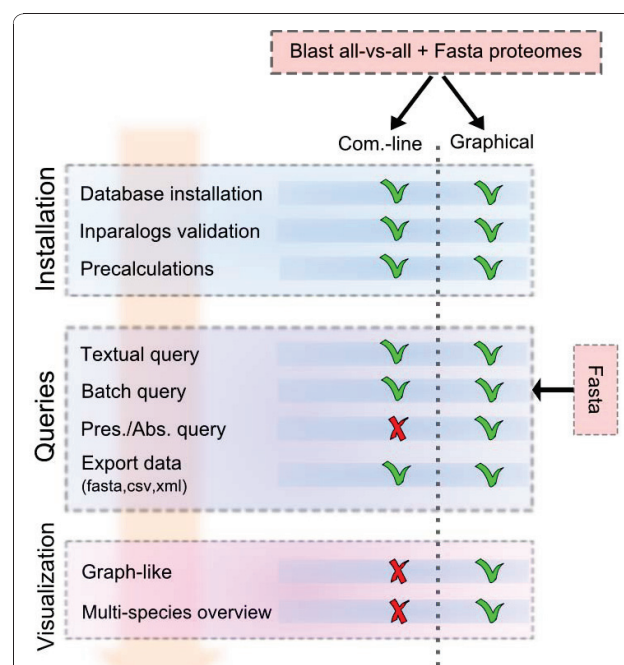 Blast all-vs-all + Fasta proteomes
Com.-line
Graphical
Installation
Database installation
Inparalogs validation
Precalculations
Queries
Textual query
Batch query
Pres./Abs. query
Export data
(fasta,csv,xml)
Fasta
Visualization
Graph-like
Multi-species overview